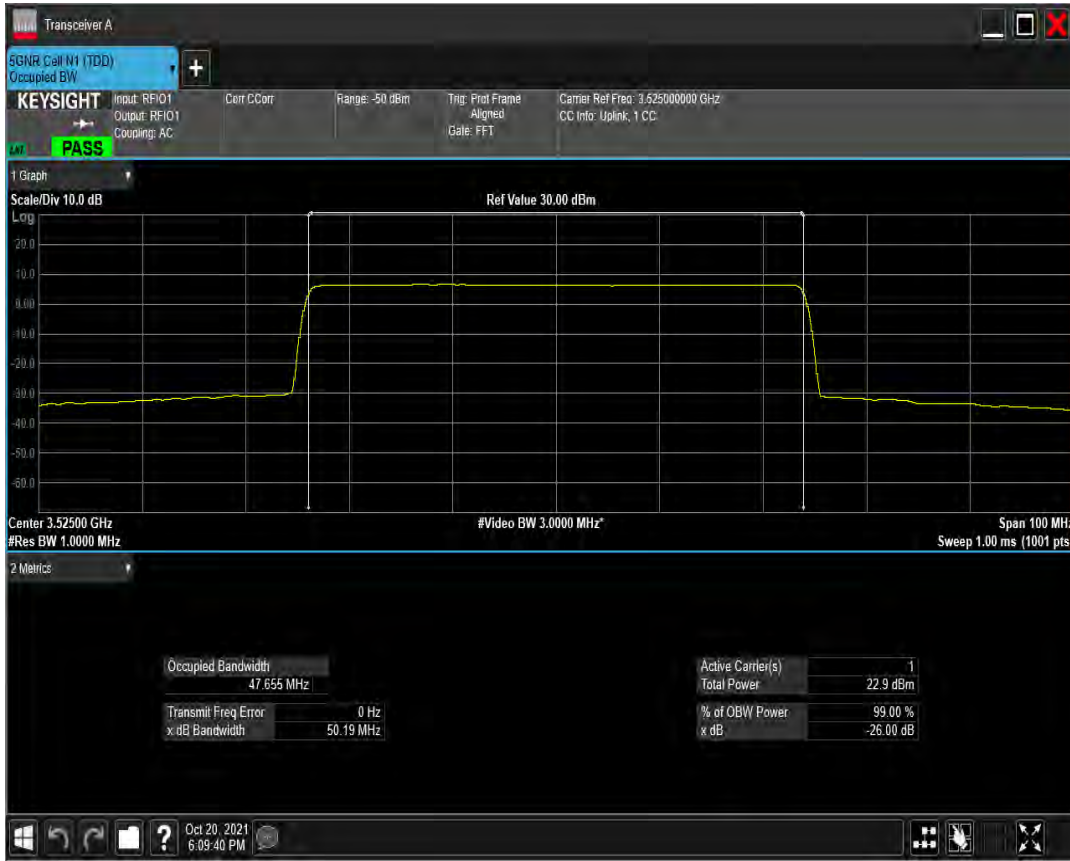 Transceiver A
5GNR Cell N1 (TDD)
Occupied BW
+
KEYSIGHT
PASS
Input: RFIO1
Output: RFIO1
Coupling: AC
Corr CCorr
Range: -50 dBm
Trig: Prot Frame
Aligned
Gate: FFT
Carrier Ref Freq: 3.525000000 GHz
CC Info: Uplink, 1 CC
1 Graph
Scale/Div 10.0 dB
Ref Value 30.00 dBm
Log
20.0
10.0
0.00
-10.0
-20.0
-30.0
-40.0
-50.0
-60.0
Center 3.52500 GHz
#Video BW 3.0000 MHz*
Span 100 MHz
#Res BW 1.0000 MHz
Sweep 1.00 ms (1001 pts
2 Metrics
Occupied Bandwidth
47.655 MHz
Transmit Freq Error 0 Hz
x dB Bandwidth 50.19 MHz
Active Carrier(s) 1
Total Power 22.9 dBm
% of OBW Power 99.00 %
x dB -26.00 dB
?
Oct 20, 2021
6:09:40 PM